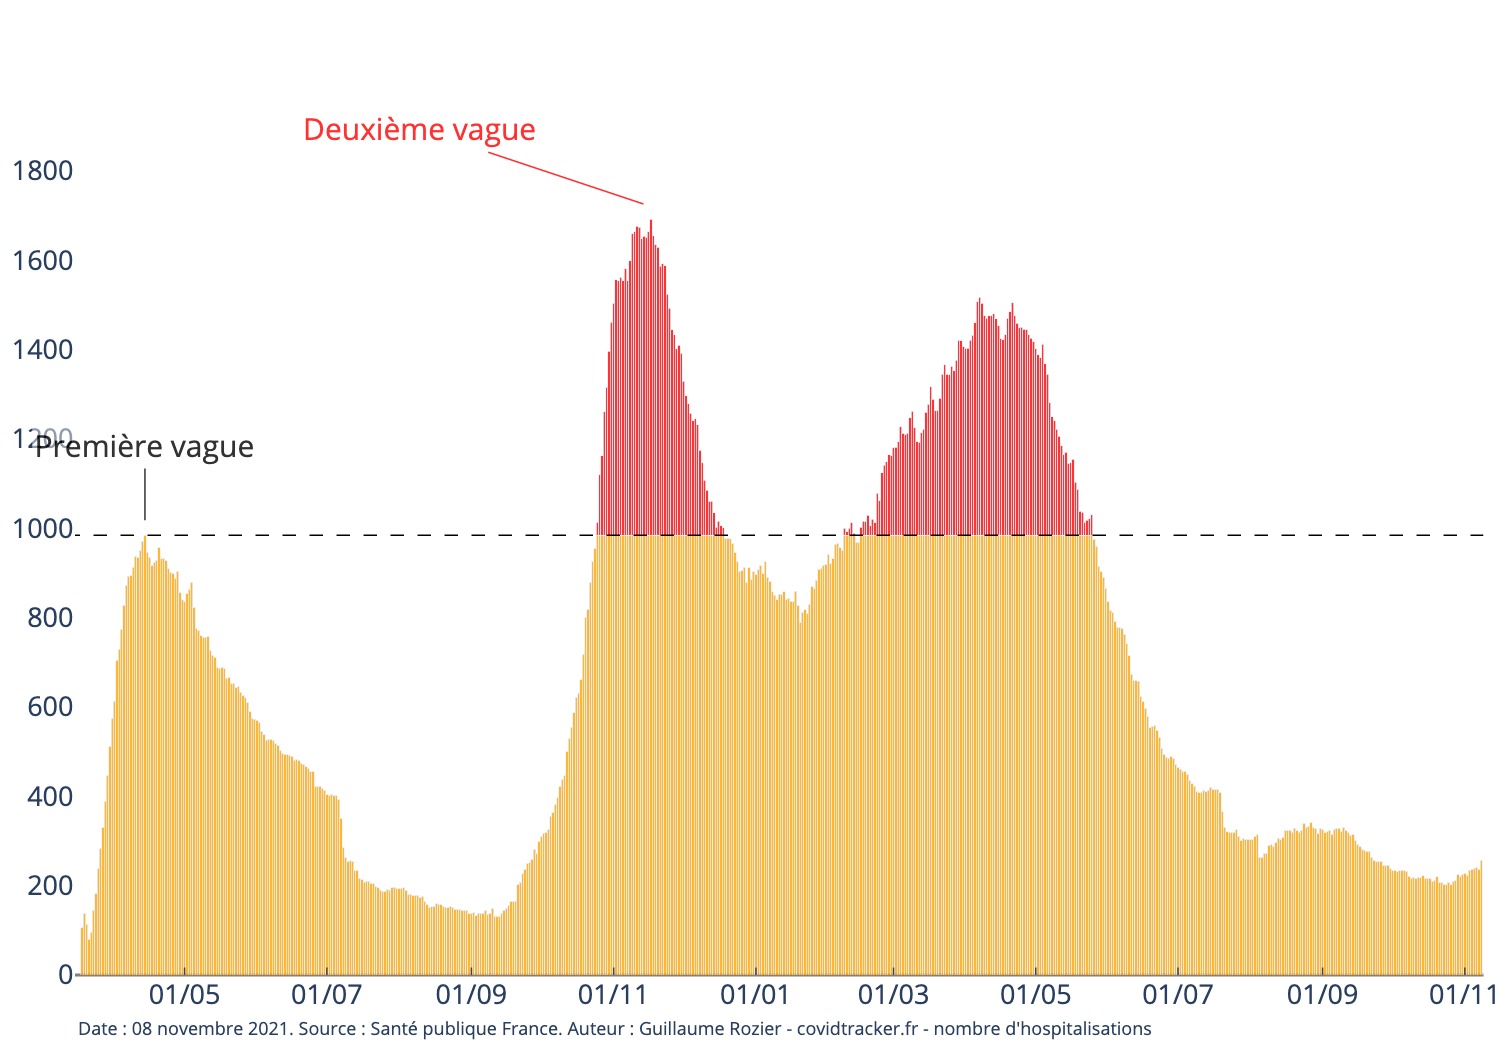 Deuxième vague
1800
1600
1400
1200
Première vague
1000
800
600
400
200
0
01/05 01/07 01/09 01/11 01/01 01/03 01/05 01/07 01/09 01/11
Date : 08 novembre 2021. Source : Santé publique France. Auteur : Guillaume Rozier - covidtracker.fr - nombre d'hospitalisations